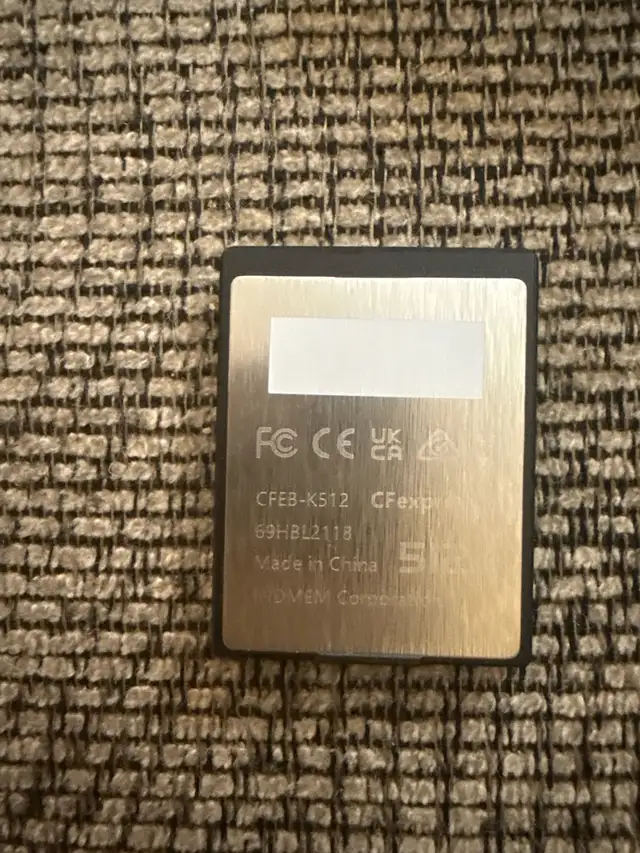 FC CE UK CA
CFEB-K512
69HBL2118
Made in China
Corporation